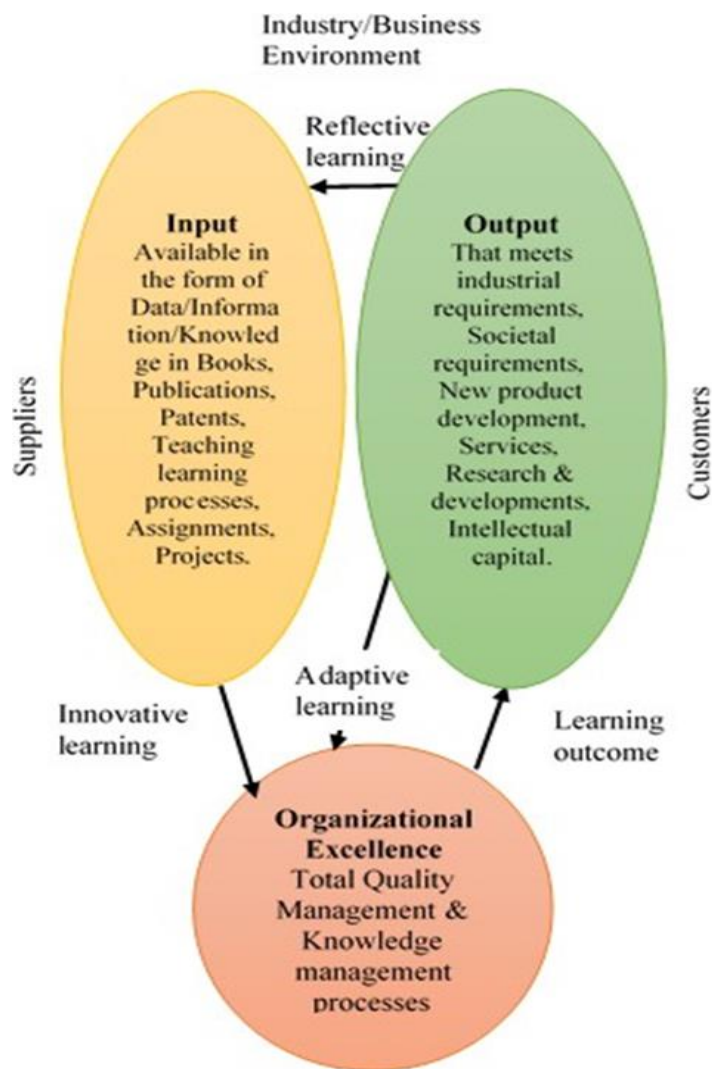 Industry/Business
Environment
Reflective
learning
Input
Available in
the form of
Data/Informa
tion/Knowled
ge in Books,
Publications,
Patents,
Teaching
learning
processes,
Assignments,
Projects.
Output
That meets
industrial
requirements,
Societal
requirements,
New product
development,
Services,
Research &
developments,
Intellectual
capital.
Suppliers
Customers
Innovative
learning
Adaptive
learning
Learning
outcome
Organizational
Excellence
Total Quality
Management &
Knowledge
management
processes